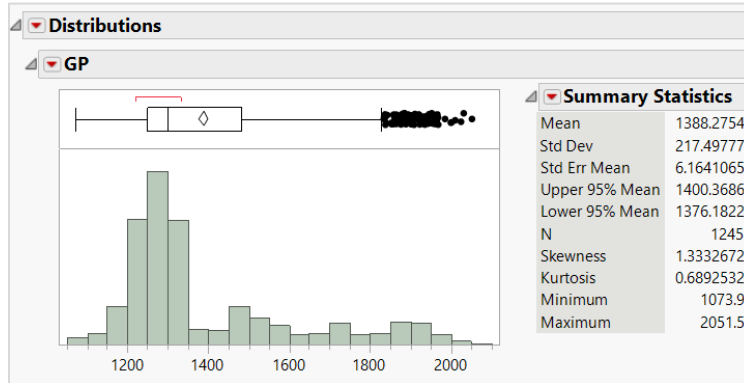 Distributions
GP
1200 1400 1600 1800 2000
Summary Statistics
Mean 1388.2754
Std Dev 217.49777
Std Err Mean 6.1641065
Upper 95% Mean 1400.3686
Lower 95% Mean 1376.1822
N 1245
Skewness 1.3332672
Kurtosis 0.6892532
Minimum 1073.9
Maximum 2051.5